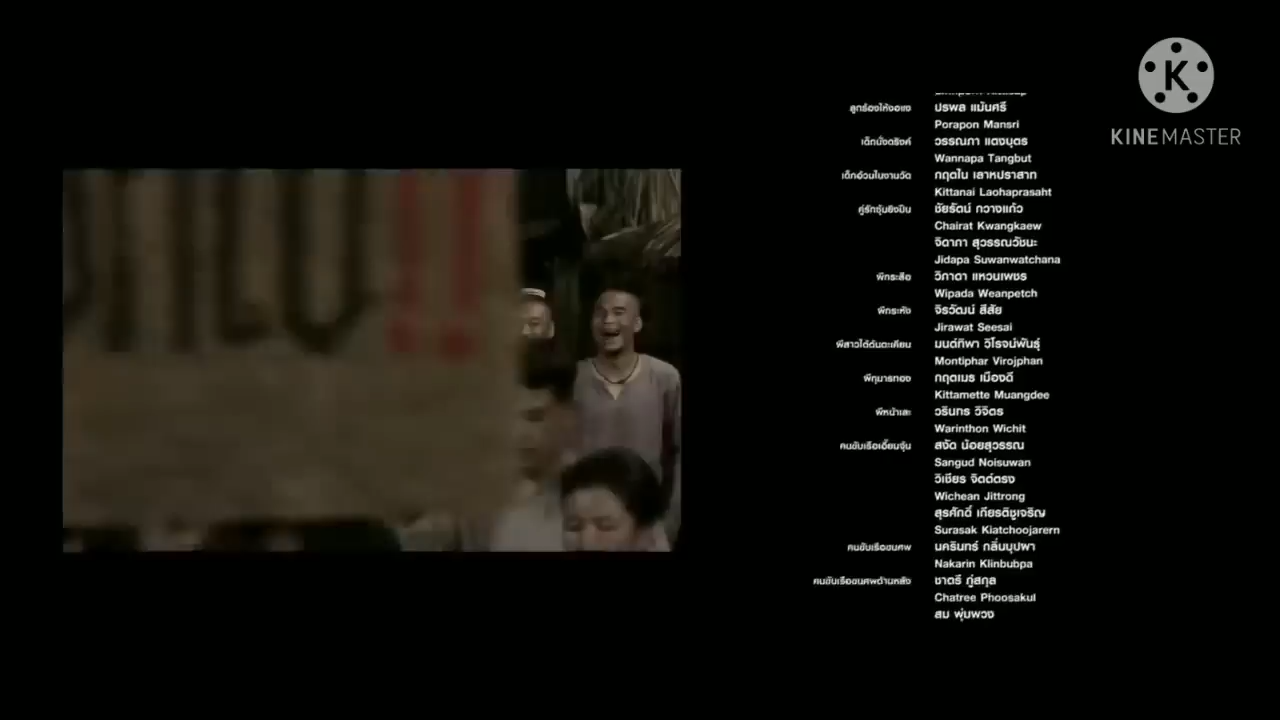 KINEMASTER
ลูกร้องไห้งอแง ปรพล แม้นศรี
Porapon Mansri
เด็กนั่งดริงค์ วรรณภา แตงบุตร
Wannapa Tangbut
เด็กอ้วนในงานวัด กฤตใน เลาหปราสาท
Kittanai Laohaprasaht
คู่รักซุ้มยิงปืน ชัยรัตน์ กวางแก้ว
Chairat Kwangkaew
จิดาภา สุวรรณวัชนะ
Jidapa Suwanwatchana
ผีกระสือ วิภาดา แหวนเพชร
Wipada Weanpetch
ผีกระหัง จิรวัฒน์ สีสัย
Jirawat Seesai
ผีสาวใต้ต้นตะเคียน มนต์ทิพา วิโรจน์พันธุ์
Montiphar Virojphan
ผีกุมารทอง กฤตเมธ เมืองดี
Kittamette Muangdee
ผีหน้าเละ วรินทร วิจิตร
Warinthon Wichit
คนขับเรือเอี้ยมจุ๊น สงัด น้อยสุวรรณ
Sangud Noisuwan
วิเชียร จิตต์ตรง
Wichean Jittrong
สุรศักดิ์ เกียรติชูเจริญ
Surasak Kiatchoojarern
คนขับเรือขนศพ นครินทร์ กลิ่นบุปผา
Nakarin Klinbubpa
คนขับเรือขนศพด้านหลัง ชาตรี ภู่สกุล
Chatree Phoosakul
สม พุ่มพวง